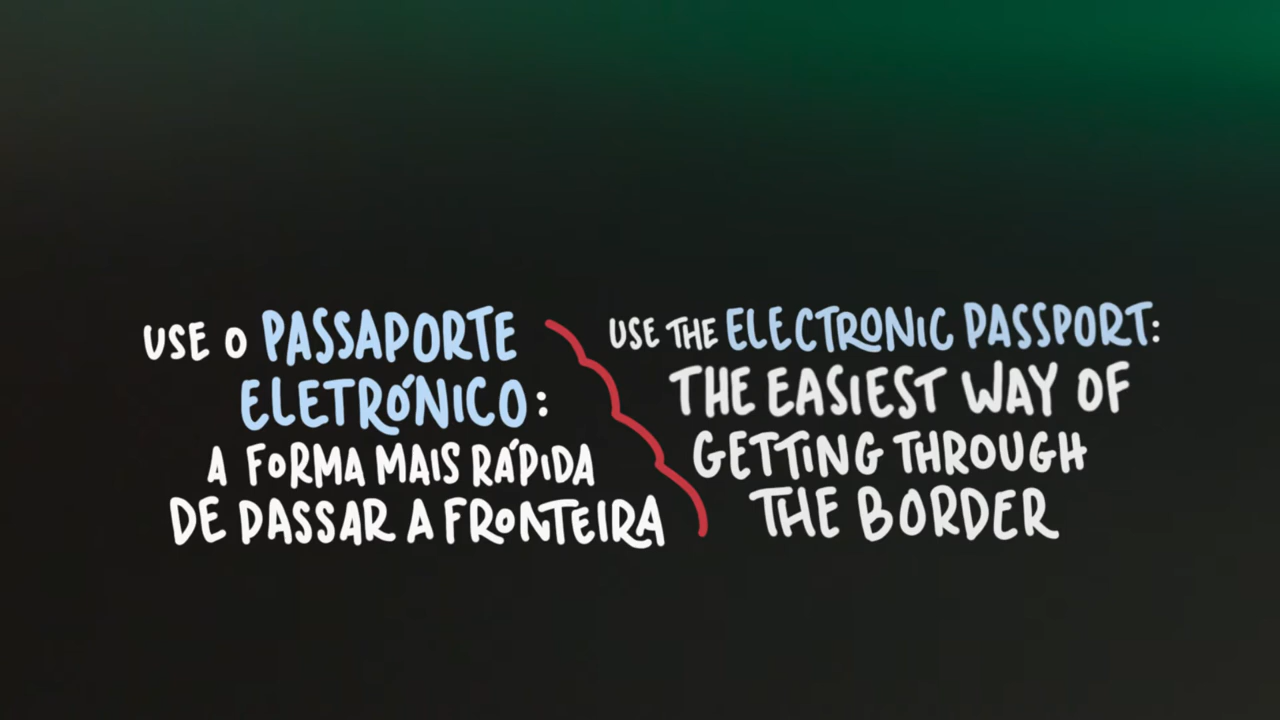 USE O PASSAPORTE
ELETRÓNICO:
A FORMA MAIS RÁPIDA
DE PASSAR A FRONTEIRA
USE THE ELECTRONIC PASSPORT:
THE EASIEST WAY OF
GETTING THROUGH
THE BORDER